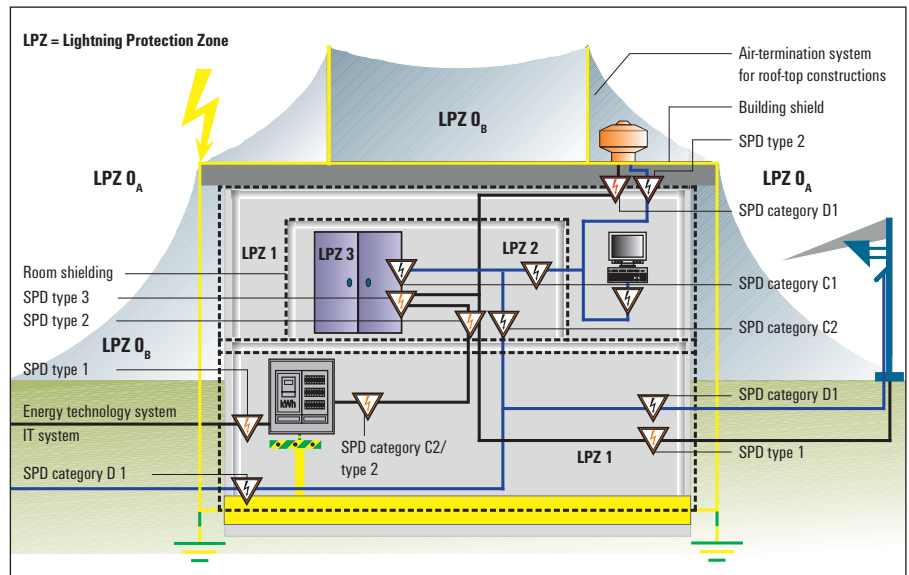 LPZ = Lightning Protection Zone
Air-termination system
for roof-top constructions
Building shield
SPD type 2
LPZ 0B
LPZ 0A
LPZ 0A
SPD category D1
LPZ 1
LPZ 3
LPZ 2
Room shielding
SPD type 3
SPD type 2
SPD category C1
SPD category C2
LPZ 0B
SPD type 1
kWh
Energy technology system
IT system
SPD category D 1
SPD category C2/
type 2
LPZ 1
SPD category D1
SPD type 1